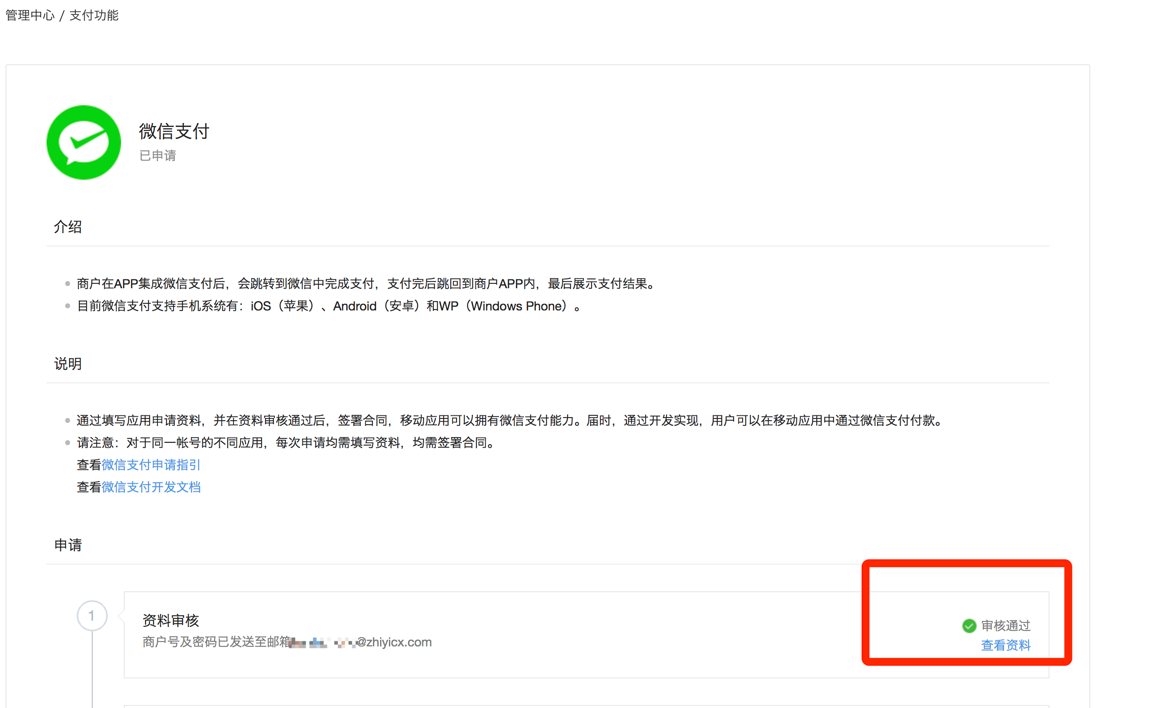 管理中心 / 支付功能
微信支付
已申请
介绍
商户在APP集成微信支付后，会跳转到微信中完成支付，支付完后跳回到商户APP内，最后展示支付结果。
目前微信支付支持手机系统有：iOS（苹果）、Android（安卓）和WP（Windows Phone）。
说明
通过填写应用申请资料，并在资料审核通过后，签署合同，移动应用可以拥有微信支付能力。届时，通过开发实现，用户可以在移动应用中通过微信支付付款。
请注意：对于同一帐号的不同应用，每次申请均需填写资料，均需签署合同。
查看微信支付申请指引
查看微信支付开发文档
申请
1
资料审核
商户号及密码已发送至邮箱 @zhiyicx.com
审核通过
查看资料